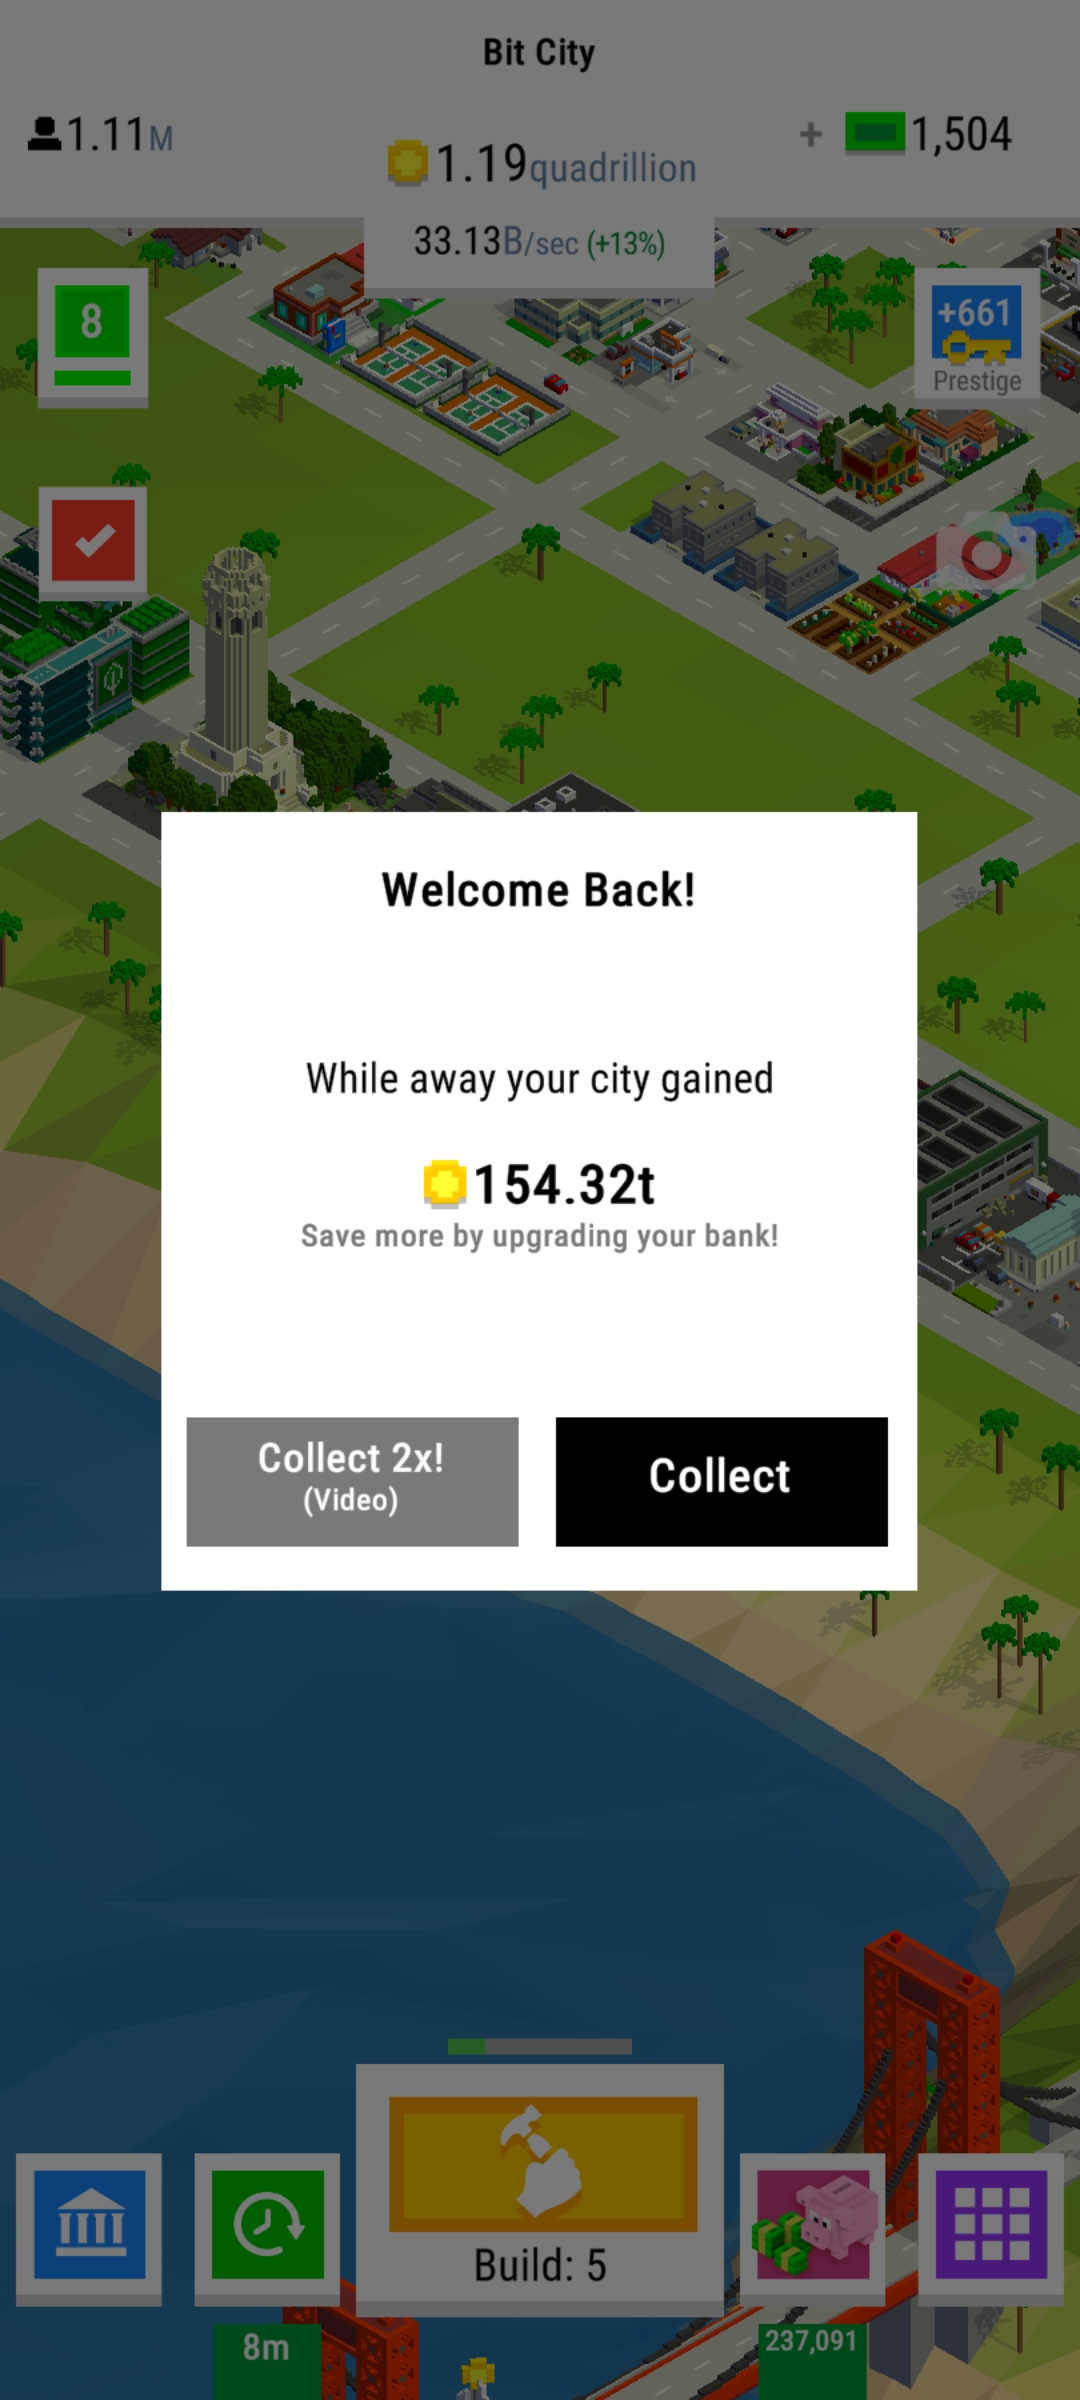 Bit City
1.11M
1.19quadrillion
+ 1,504
33.13B/sec (+13%)
8
+661
Prestige
Welcome Back!
While away your city gained
154.32t
Save more by upgrading your bank!
Collect 2x!
(Video)
Collect
Build: 5
8m
237,091